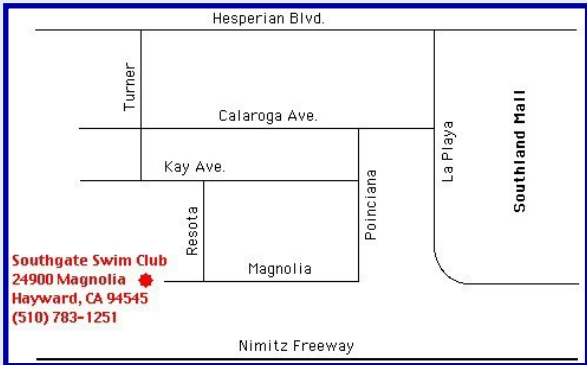 Hesperian Blvd.
Turner
Calaroga Ave.
La Playa
Southland Mall
Kay Ave.
Poinciana
Resota
Southgate Swim Club
24900 Magnolia
Hayward, CA 94545
(510) 783-1251
Magnolia
Nimitz Freeway